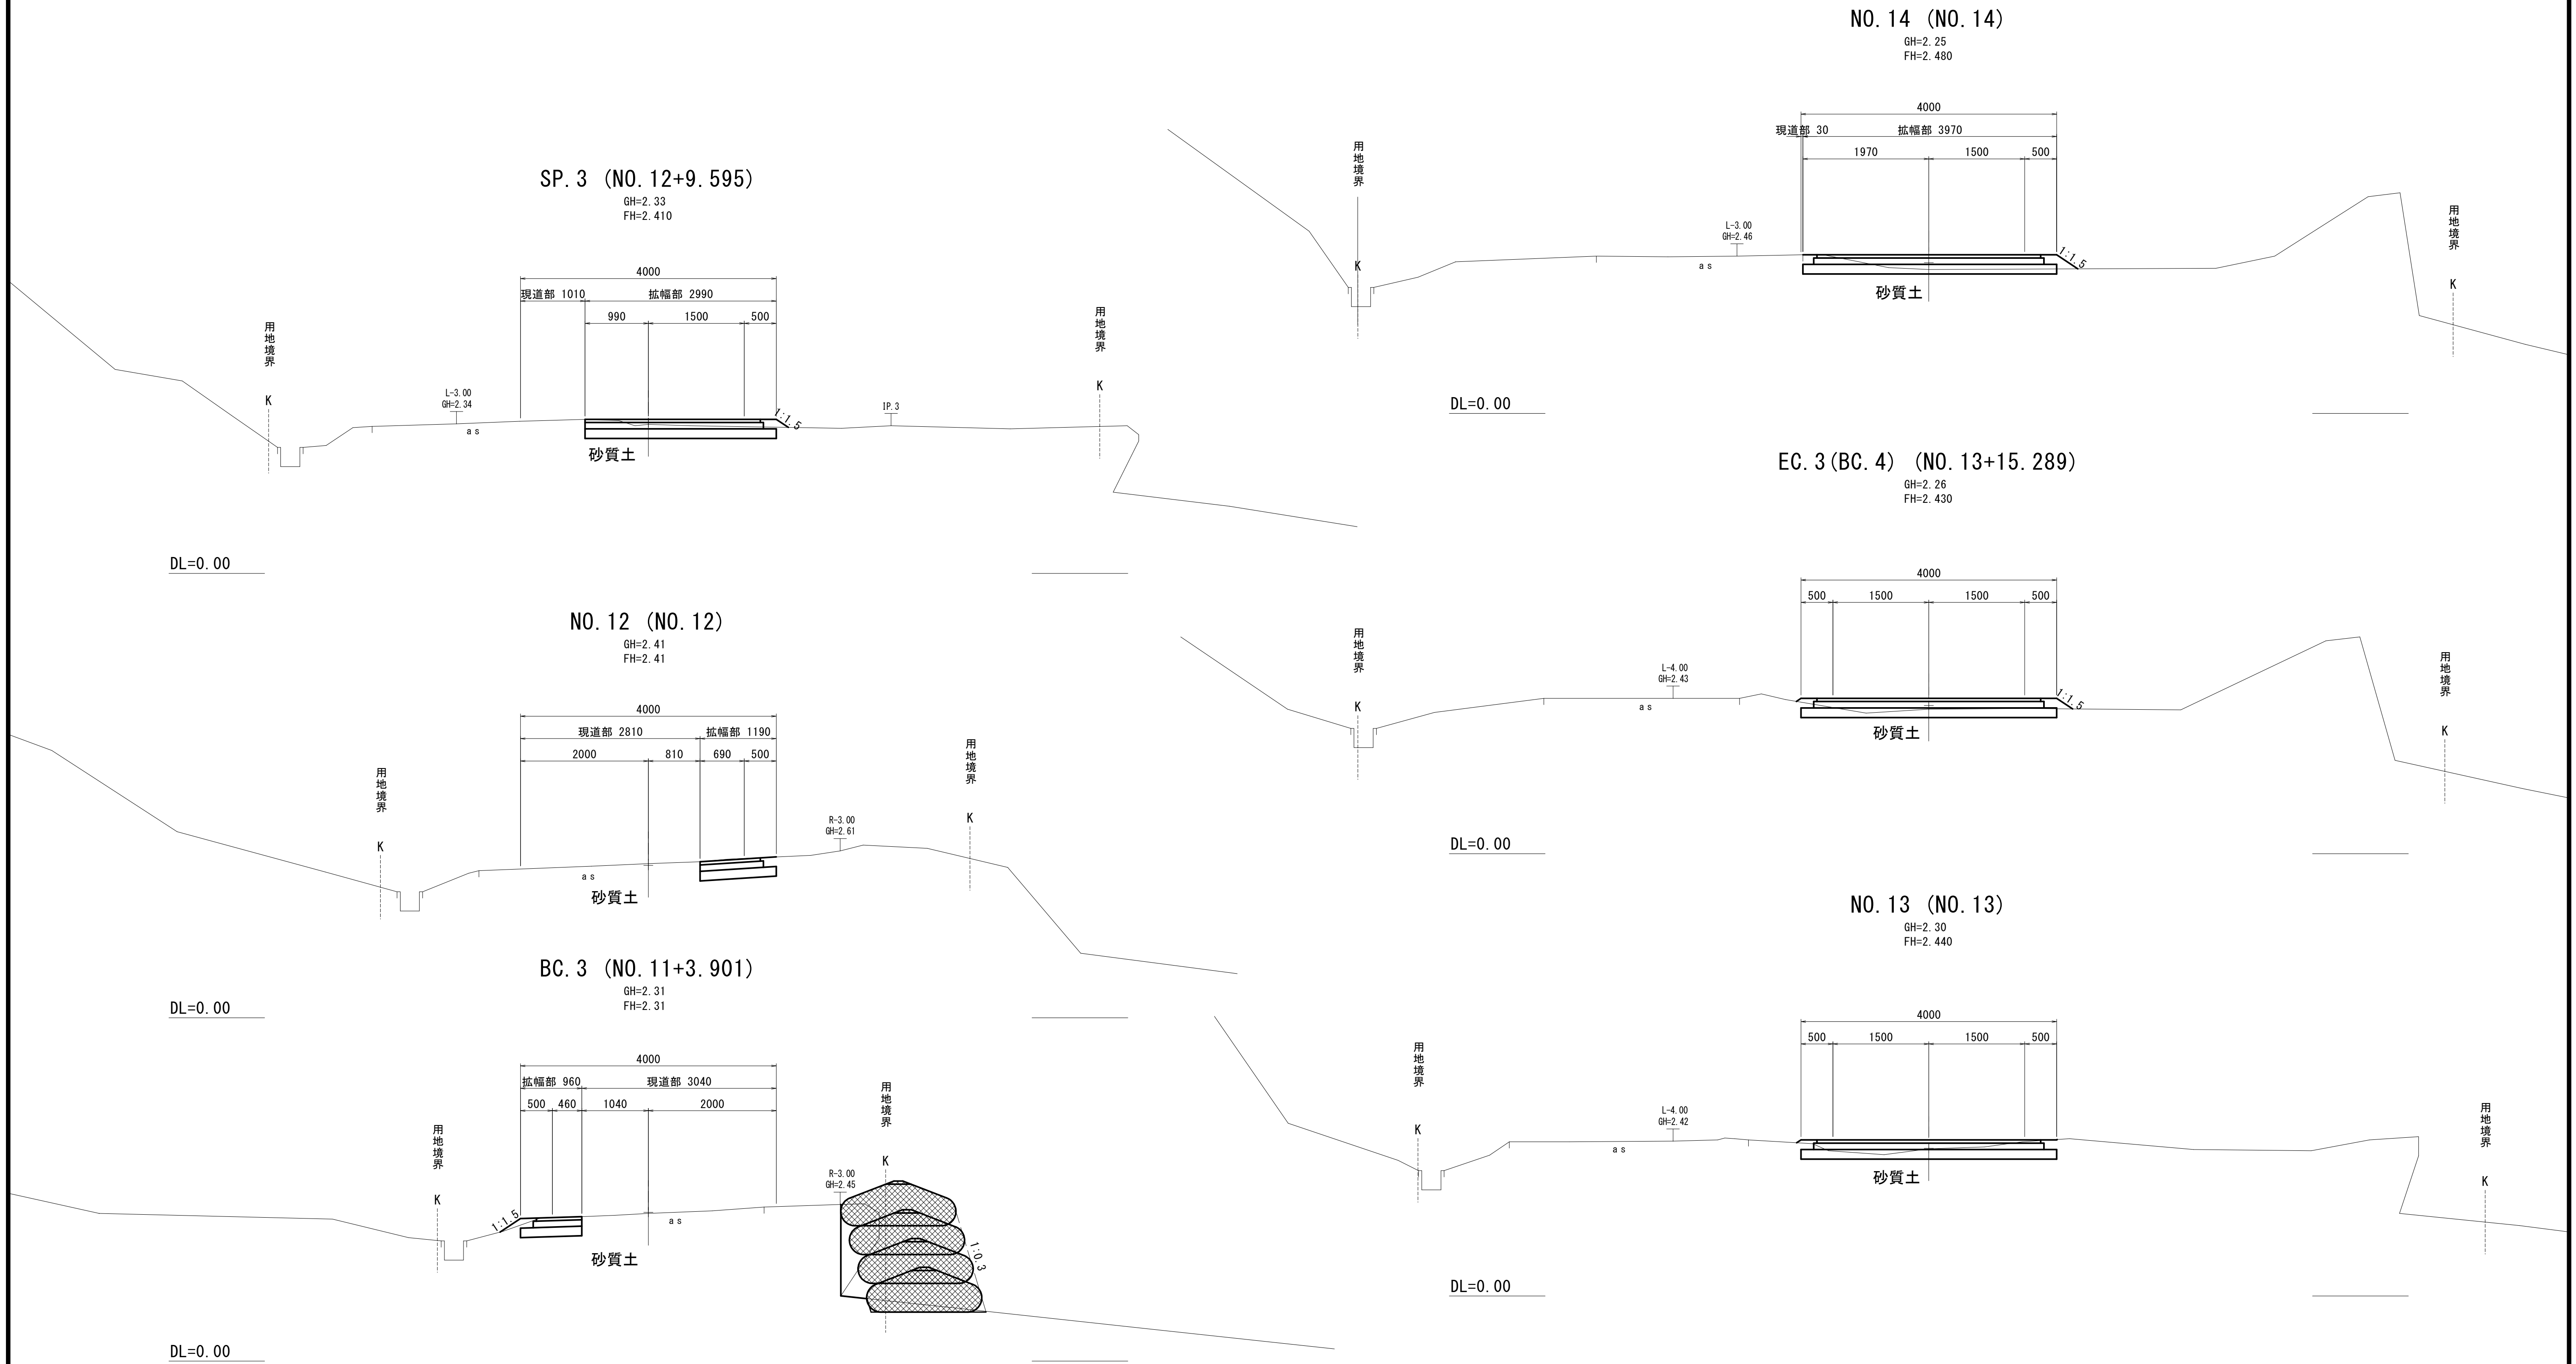 SP.3 (NO.12+9.595)
GH=2.33
FH=2.410
4000
現道部 1010
拡幅部 2990
990
1500
500
用地境界
K
L-3.00
GH=2.34
as
1:1.5
IP.3
用地境界
K
砂質土
DL=0.00
NO.12 (NO.12)
GH=2.41
FH=2.41
4000
現道部 2810
拡幅部 1190
2000
810
690
500
用地境界
K
用地境界
K
R-3.00
GH=2.61
as
砂質土
DL=0.00
BC.3 (NO.11+3.901)
GH=2.31
FH=2.31
4000
拡幅部 960
現道部 3040
500
460
1040
2000
用地境界
K
用地境界
K
R-3.00
GH=2.45
1:1.5
as
1:0.3
砂質土
DL=0.00
NO.14 (NO.14)
GH=2.25
FH=2.480
4000
現道部 30
拡幅部 3970
1970
1500
500
用地境界
K
L-3.00
GH=2.46
as
1:1.5
用地境界
K
砂質土
DL=0.00
EC.3(BC.4) (NO.13+15.289)
GH=2.26
FH=2.430
4000
500
1500
1500
500
用地境界
K
L-4.00
GH=2.43
as
1:1.5
用地境界
K
砂質土
DL=0.00
NO.13 (NO.13)
GH=2.30
FH=2.440
4000
500
1500
1500
500
用地境界
K
L-4.00
GH=2.42
as
用地境界
K
砂質土
DL=0.00